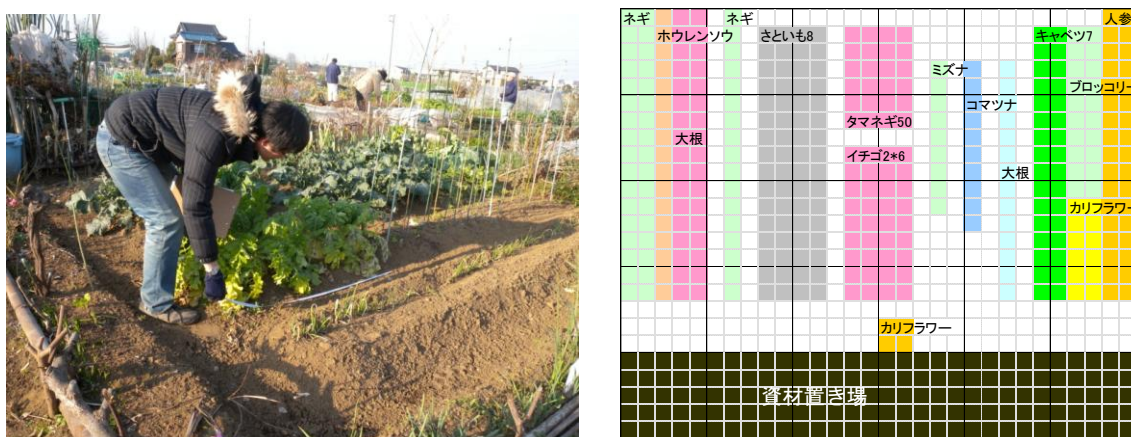 ネギ
ネギ
人参
ホウレンソウ
さといも8
キャベツ7
ミズナ
ブロッコリー
コマツナ
タマネギ50
大根
イチゴ2*6
大根
カリフラワー
カリフラワー
資材置き場